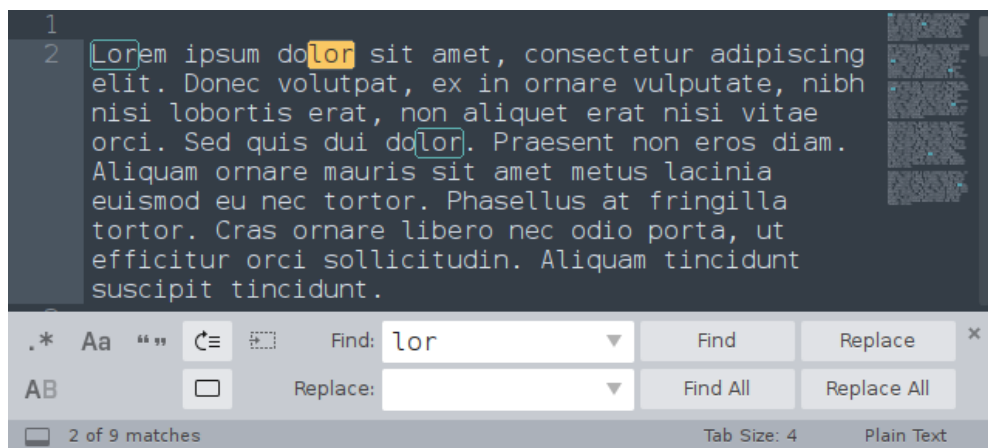 1
2 Lorem ipsum dolor sit amet, consectetur adipiscing
elit. Donec volutpat, ex in ornare vulputate, nibh
nisi lobortis erat, non aliquet erat nisi vitae
orci. Sed quis dui dolor. Praesent non eros diam.
Aliquam ornare mauris sit amet metus lacinia
euismod eu nec tortor. Phasellus at fringilla
tortor. Cras ornare libero nec odio porta, ut
efficitur orci sollicitudin. Aliquam tincidunt
suscipit tincidunt.
.* Aa “” Find: lor Find Replace ×
AB Replace: Find All Replace All
2 of 9 matches Tab Size: 4 Plain Text